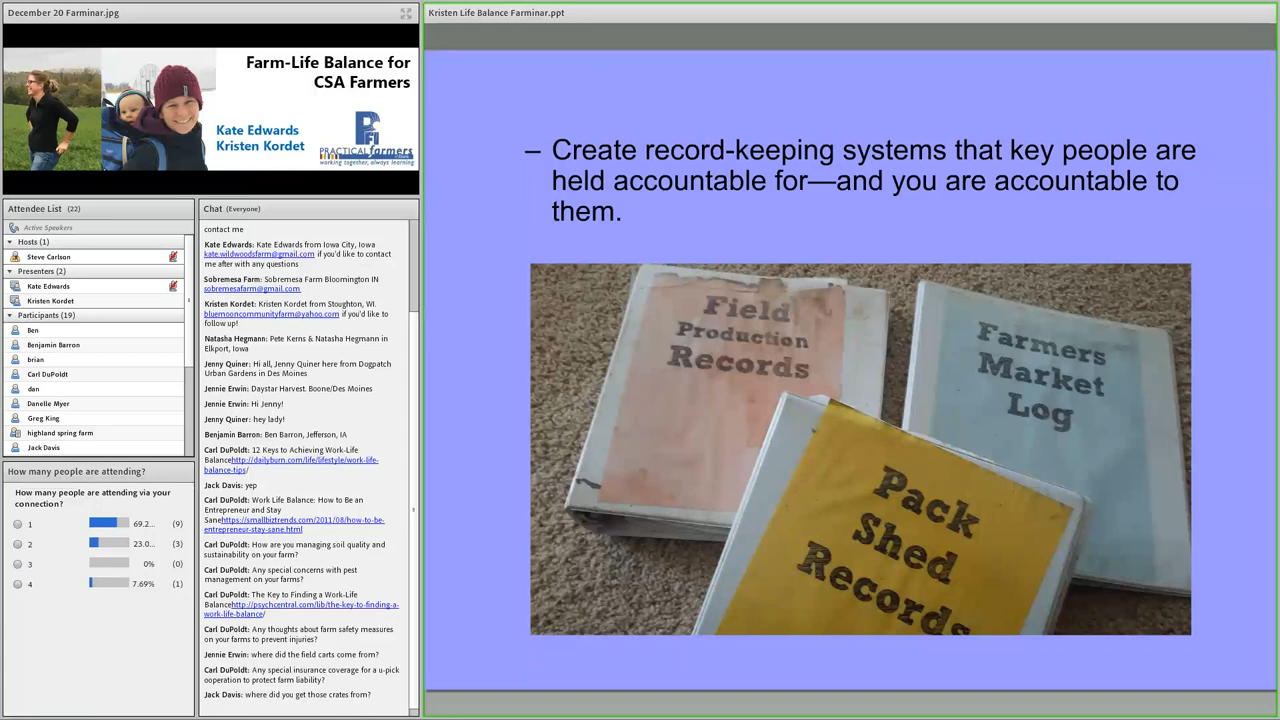 December 20 Farminar.jpg
Farm-Life Balance for
CSA Farmers
Kate Edwards
Kristen Kordet
PFI
PRACTICAL farmers
working together, always learning
Attendee List (22)
Active Speakers
Hosts (1)
Steve Carlson
Presenters (2)
Kate Edwards
Kristen Kordet
Participants (19)
Ben
Benjamin Barron
brian
Carl DuPoldt
dan
Danelle Myer
Greg King
highland spring farm
Jack Davis
How many people are attending?
How many people are attending via your
connection?
1 69.2... (9)
2 23.0... (3)
3 0% (0)
4 7.69% (1)
Chat (Everyone)
contact me
Kate Edwards: Kate Edwards from Iowa City, Iowa
kate.wildwoodsfarm@gmail.com if you'd like to contact
me after with any questions
Sobremesa Farm: Sobremesa Farm Bloomington IN
sobremesafarm@gmail.com
Kristen Kordet: Kristen Kordet from Stoughton, WI.
bluemooncommunityfarm@yahoo.com if you'd like to
follow up!
Natasha Hegmann: Pete Kerns & Natasha Hegmann in
Elkport, Iowa
Jenny Quiner: Hi all, Jenny Quiner here from Dogpatch
Urban Gardens in Des Moines
Jennie Erwin: Daystar Harvest. Boone/Des Moines
Jennie Erwin: Hi Jenny!
Jenny Quiner: hey lady!
Benjamin Barron: Ben Barron, Jefferson, IA
Carl DuPoldt: 12 Keys to Achieving Work-Life
Balancehttp://dailyburn.com/life/lifestyle/work-life-
balance-tips/
Jack Davis: yep
Carl DuPoldt: Work Life Balance: How to Be an
Entrepreneur and Stay
Sanehttps://smallbiztrends.com/2011/08/how-to-be-
entrepreneur-stay-sane.html
Carl DuPoldt: How are you managing soil quality and
sustainability on your farm?
Carl DuPoldt: Any special concerns with pest
management on your farms?
Carl DuPoldt: The Key to Finding a Work-Life
Balancehttp://psychcentral.com/lib/the-key-to-finding-a-
work-life-balance/
Carl DuPoldt: Any thoughts about farm safety measures
on your farms to prevent injuries?
Jennie Erwin: where did the field carts come from?
Carl DuPoldt: Any special insurance coverage for a u-pick
ooperation to protect farm liability?
Jack Davis: where did you get those crates from?
Kristen Life Balance Farminar.ppt
– Create record-keeping systems that key people are
held accountable for—and you are accountable to
them.
Field
Production
Records
Farmers
Market
Log
Pack
Shed
Records